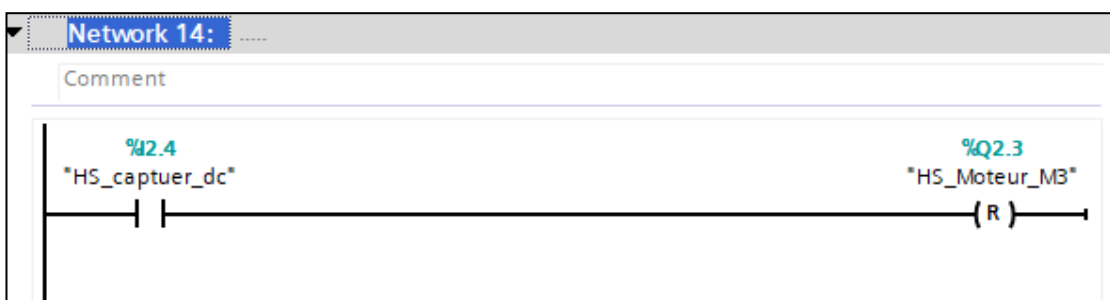 Network 14: .....
Comment
%I2.4
"HS_captuer_dc"
%Q2.3
"HS_Moteur_M3"
R